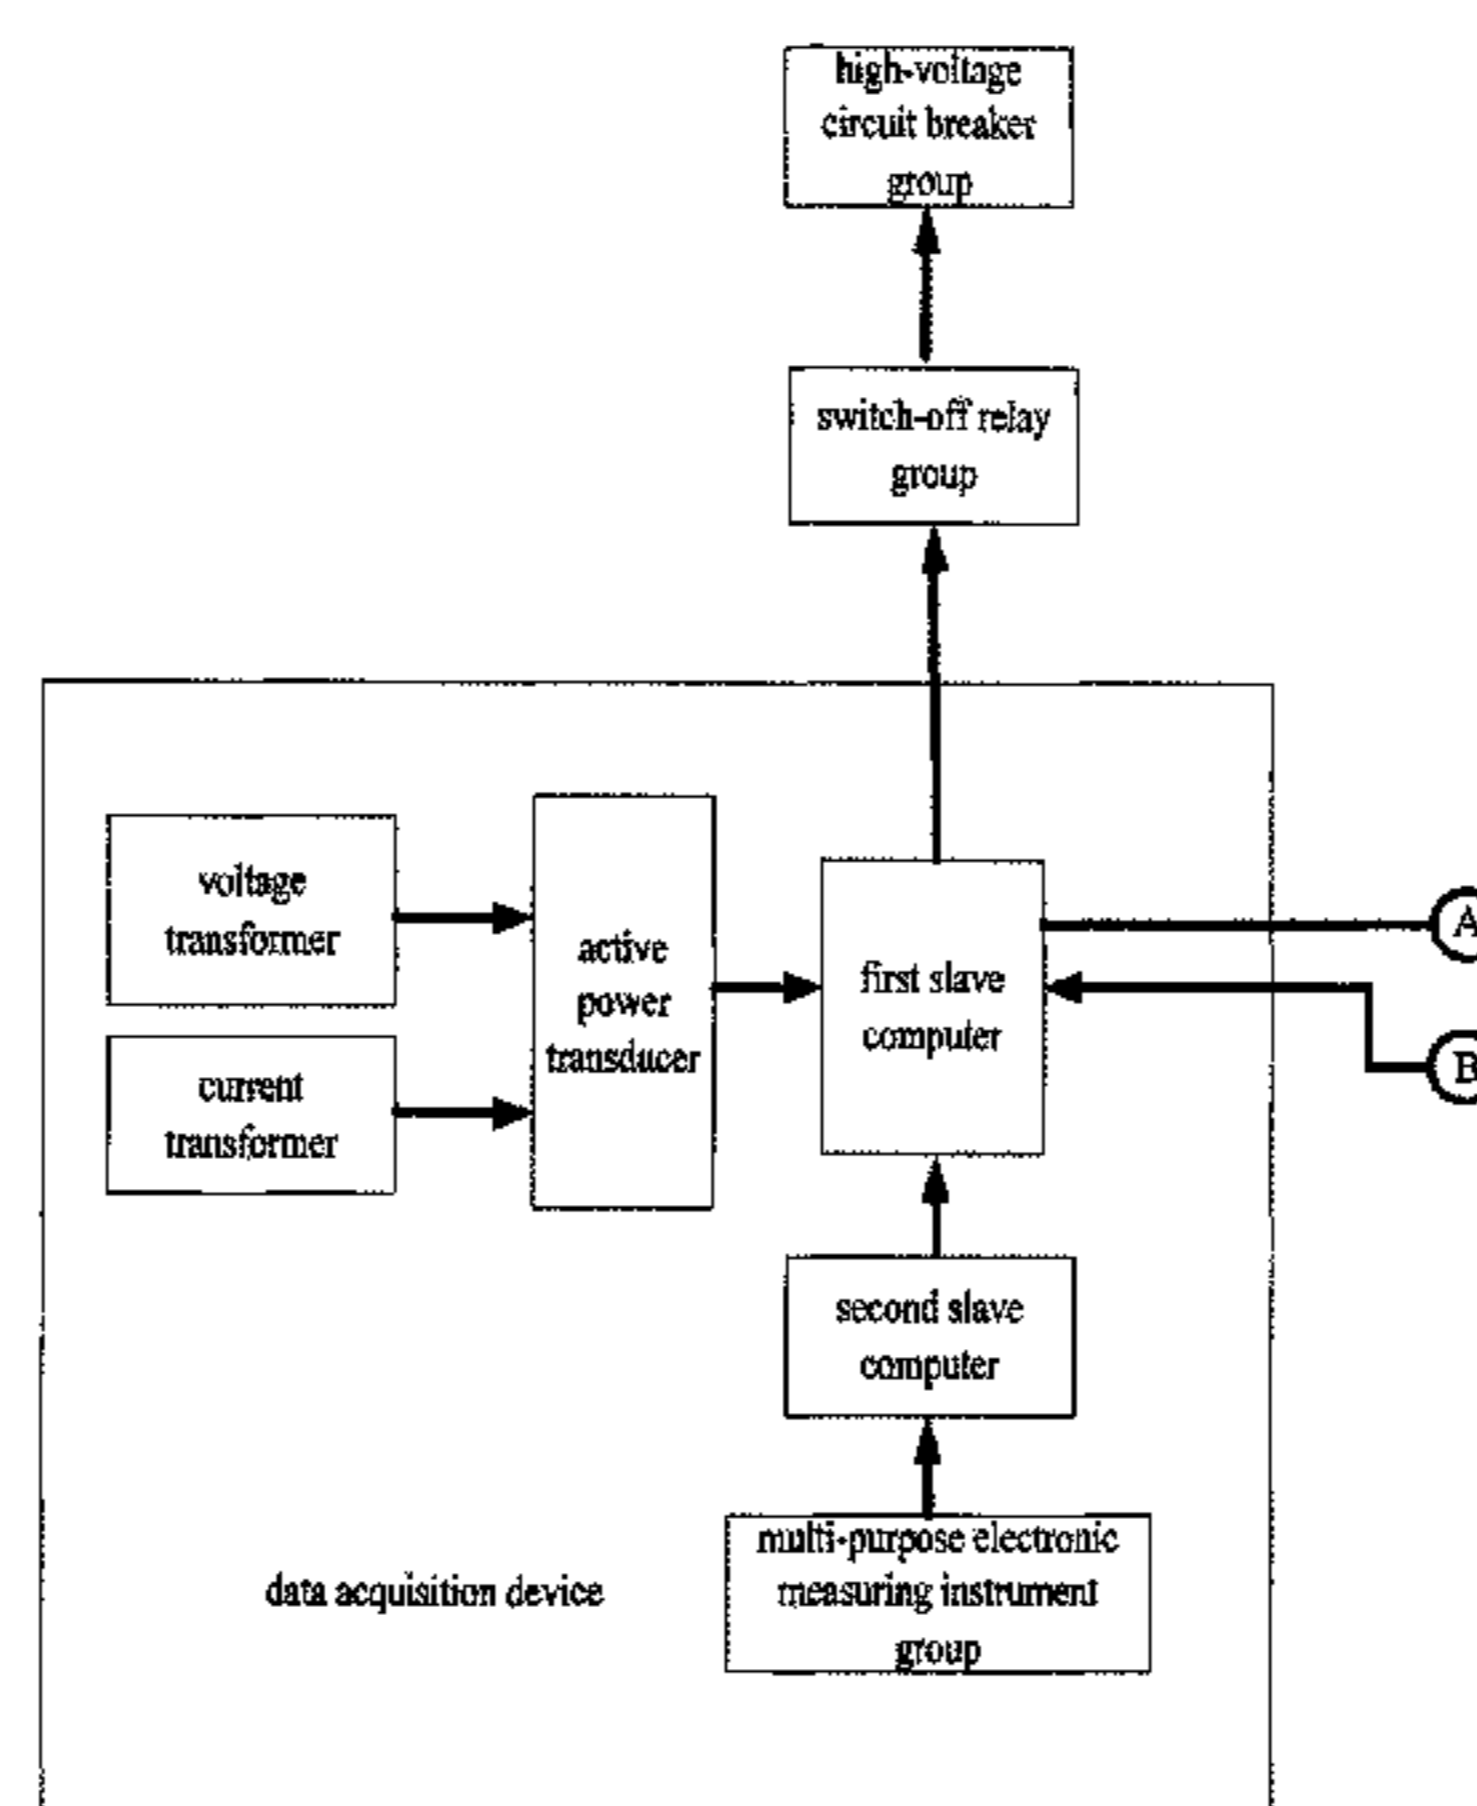 high-voltage
circuit breaker
group
switch-off relay
group
voltage
transformer
current
transformer
active
power
transducer
first slave
computer
A
B
second slave
computer
multi-purpose electronic
measuring instrument
group
data acquisition device